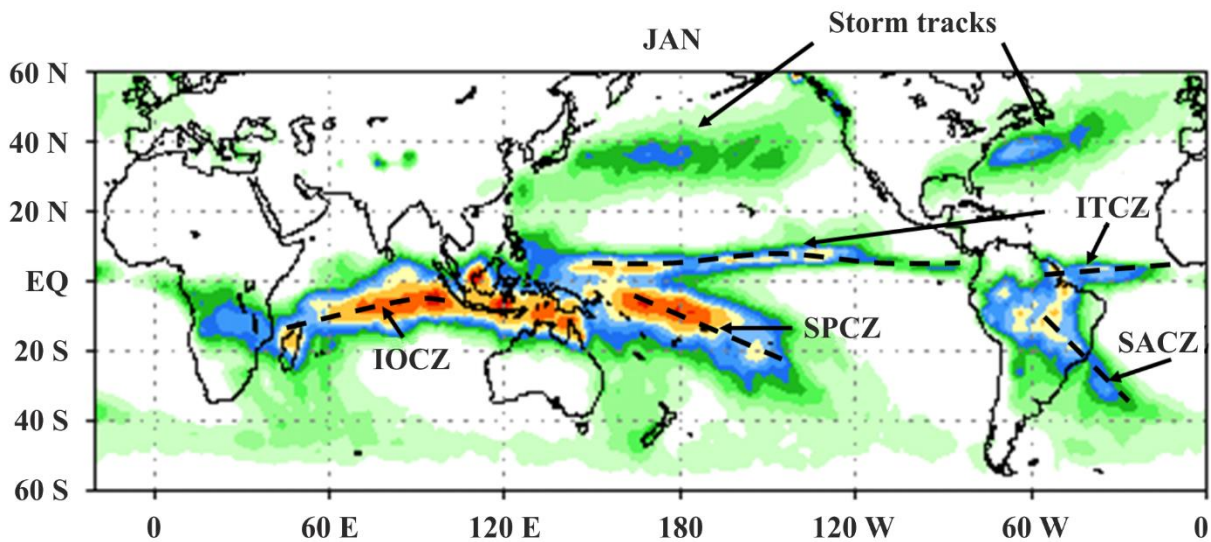 Storm tracks
JAN
60 N
40 N
20 N
EQ
20 S
40 S
60 S
ITCZ
IOCZ
SPCZ
SACZ
0
60 E
120 E
180
120 W
60 W
0